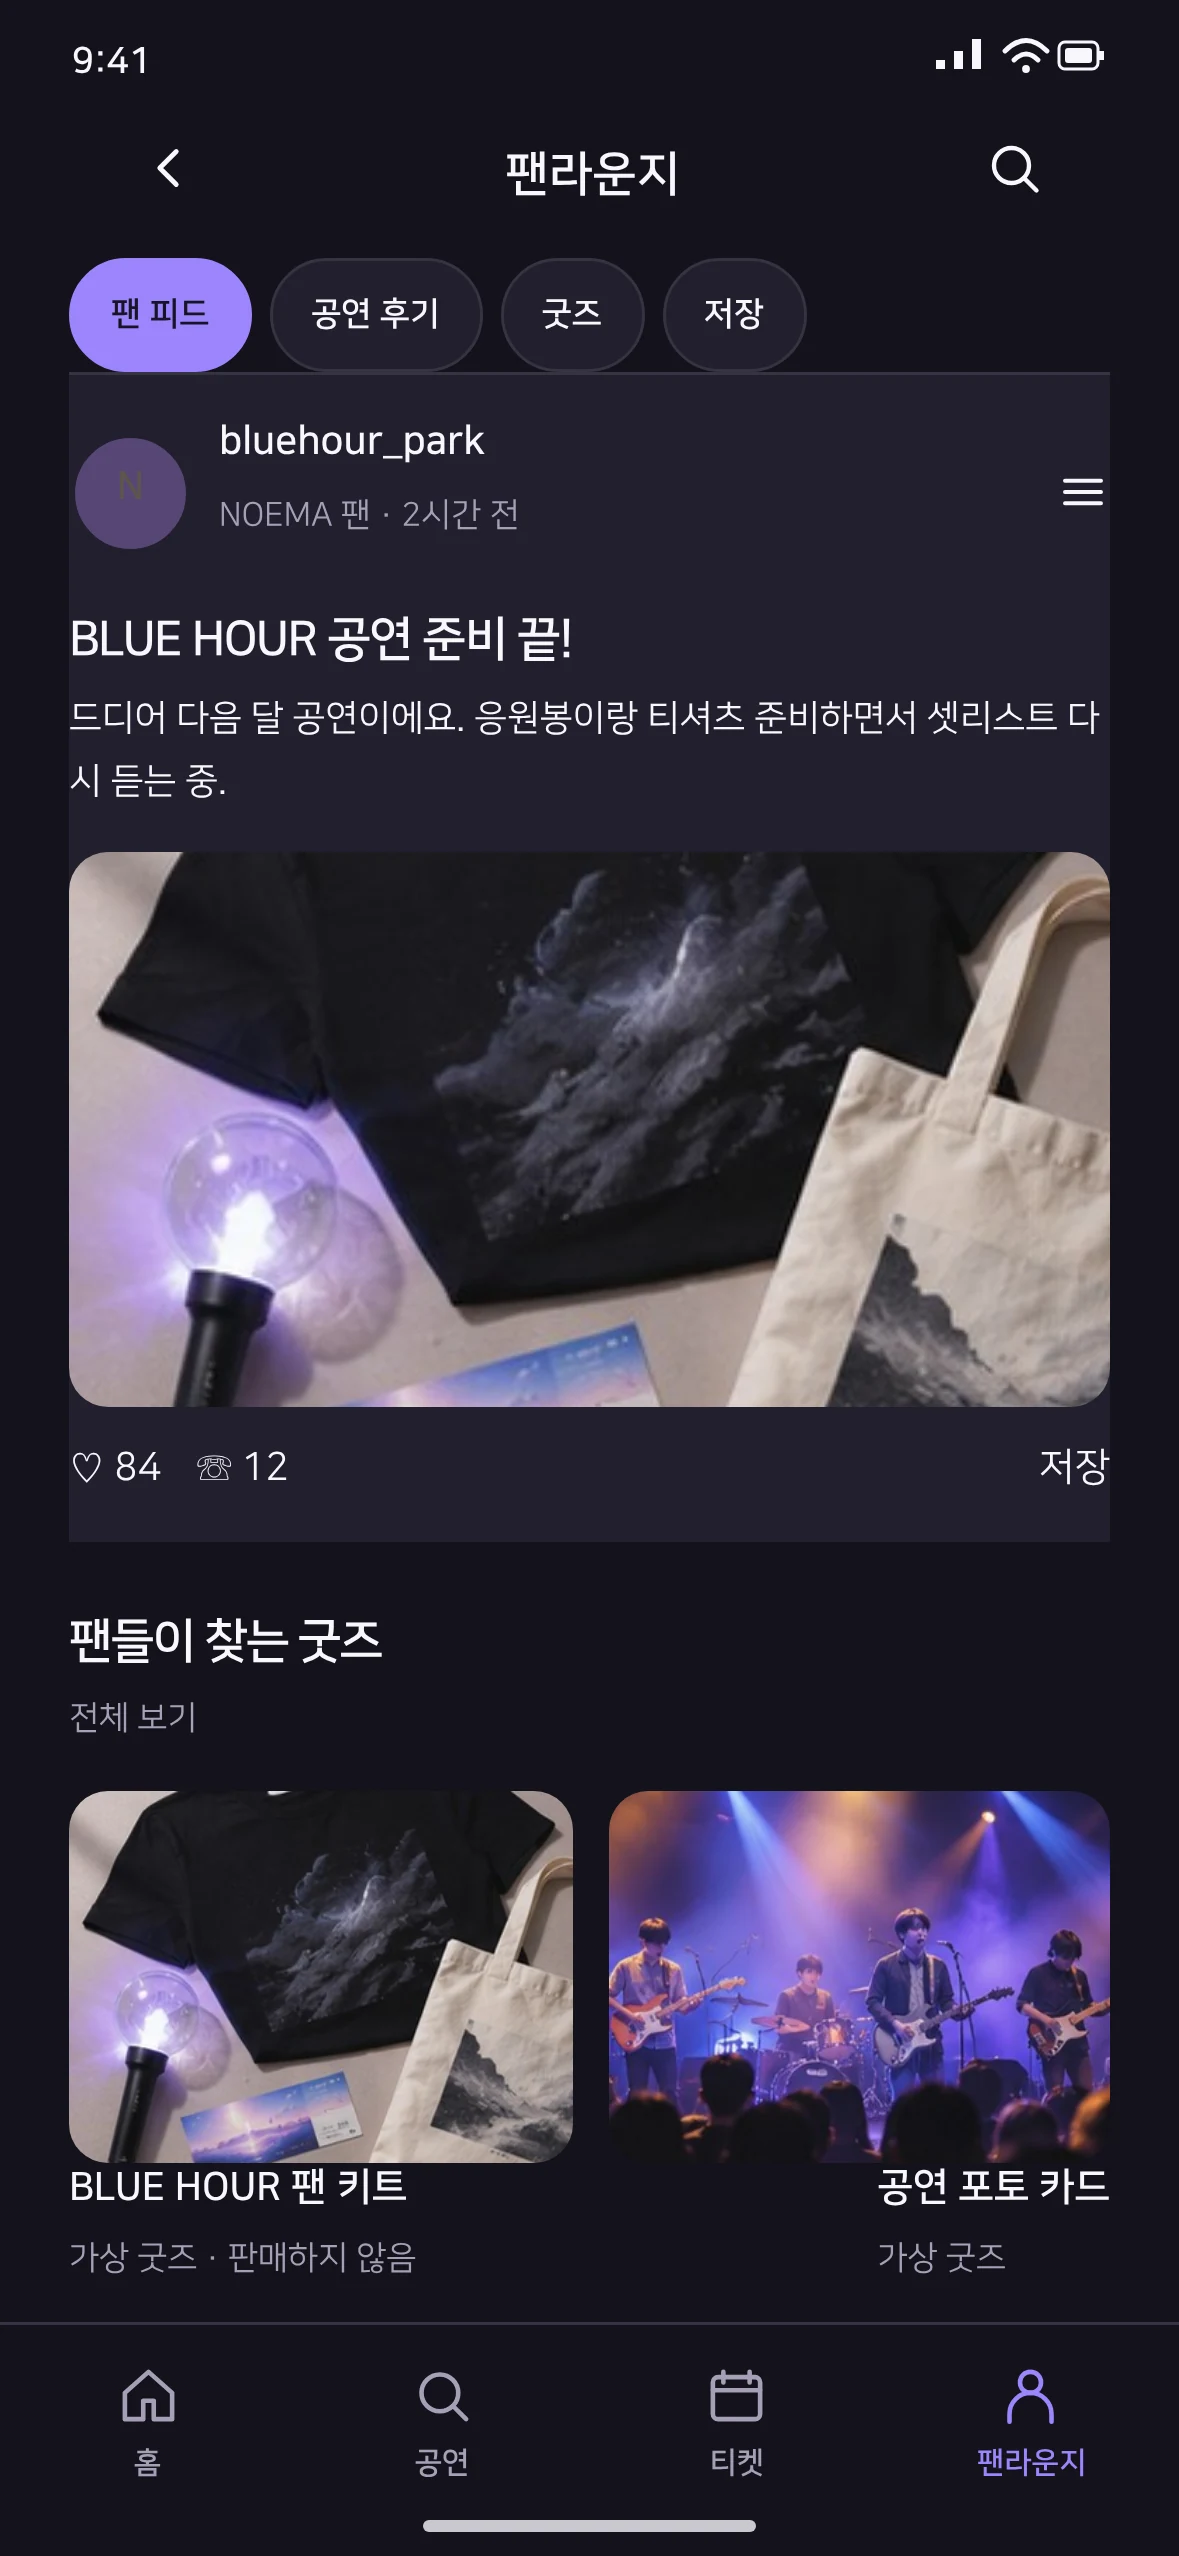 9:41
팬라운지
팬 피드
공연 후기
굿즈
저장
N
bluehour_park
NOEMA 팬 · 2시간 전
BLUE HOUR 공연 준비 끝!
드디어 다음 달 공연이에요. 응원봉이랑 티셔츠 준비하면서 셋리스트 다
시 듣는 중.
♡ 84 ☏ 12
저장
팬들이 찾는 굿즈
전체 보기
BLUE HOUR 팬 키트
가상 굿즈 · 판매하지 않음
공연 포토 카드
가상 굿즈
홈
공연
티켓
팬라운지